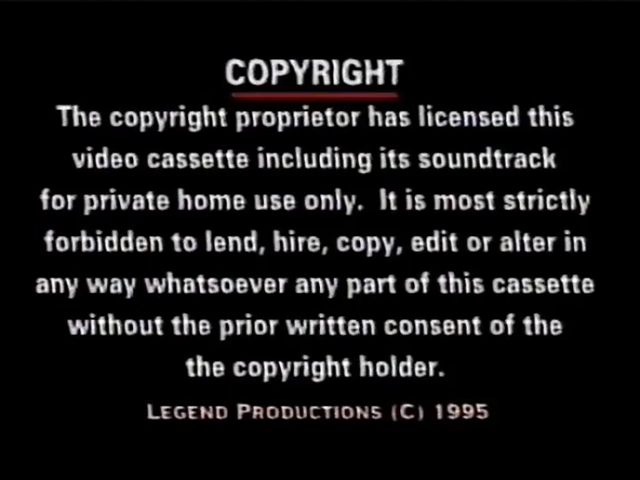 COPYRIGHT
The copyright proprietor has licensed this
video cassette including its soundtrack
for private home use only. It is most strictly
forbidden to lend, hire, copy, edit or alter in
any way whatsoever any part of this cassette
without the prior written consent of the
the copyright holder.
LEGEND PRODUCTIONS (C) 1995